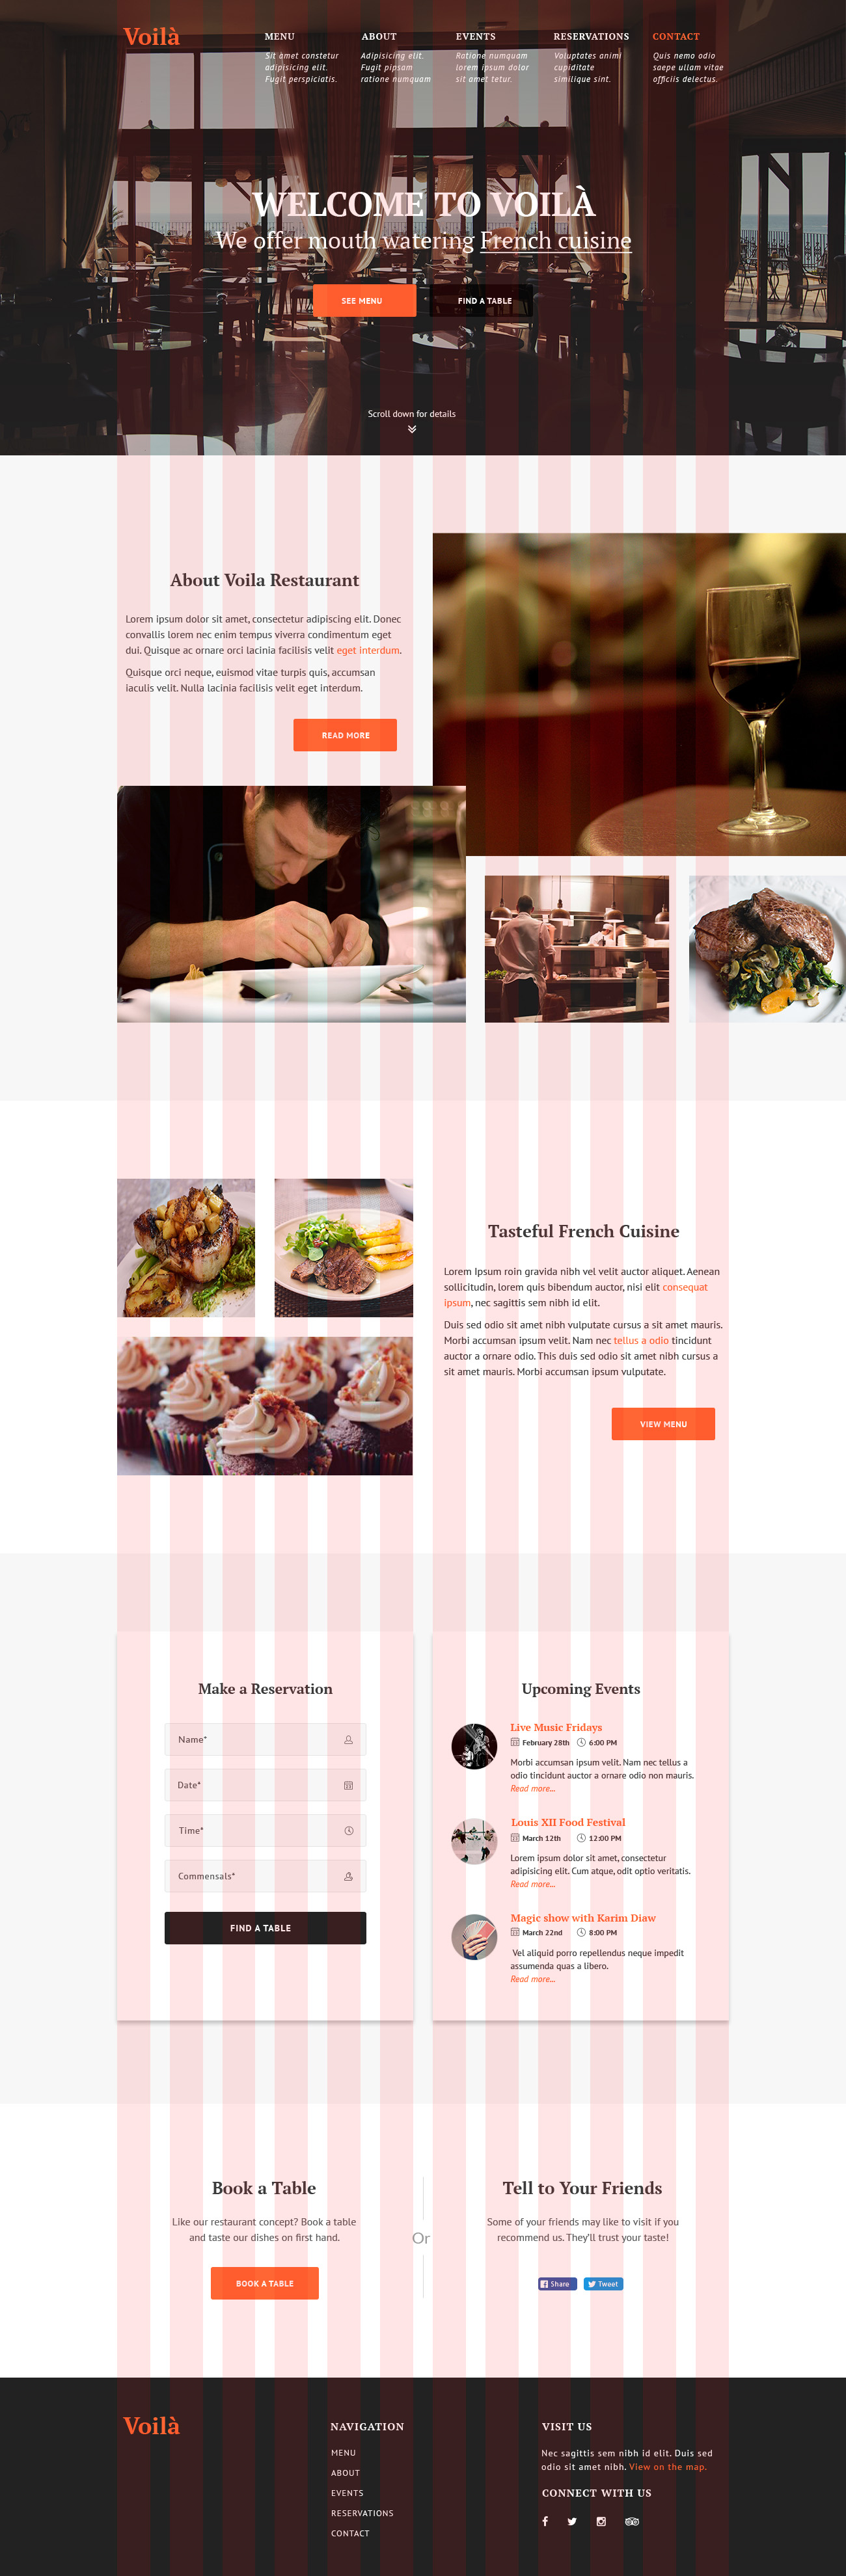 Voilà
MENU
Sit amet constetur
adipisicing elit.
Fugit perspiciatis.
ABOUT
Adipisicing elit.
Fugit pipsam
ratione numquam
EVENTS
Ratione numquam
lorem ipsum dolor
sit amet tetur.
RESERVATIONS
Voluptates animi
cupiditate
similique sint.
CONTACT
Quis nemo odio
saepe ullam vitae
officiis delectus.
WELCOME TO VOILÀ
We offer mouth watering French cuisine
SEE MENU
FIND A TABLE
Scroll down for details
About Voila Restaurant
Lorem ipsum dolor sit amet, consectetur adipiscing elit. Donec
convallis lorem nec enim tempus viverra condimentum eget
dui. Quisque ac ornare orci lacinia facilisis velit eget interdum.
Quisque orci neque, euismod vitae turpis quis, accumsan
iaculis velit. Nulla lacinia facilisis velit eget interdum.
READ MORE
Tasteful French Cuisine
Lorem Ipsum roin gravida nibh vel velit auctor aliquet. Aenean
sollicitudin, lorem quis bibendum auctor, nisi elit consequat
ipsum, nec sagittis sem nibh id elit.
Duis sed odio sit amet nibh vulputate cursus a sit amet mauris.
Morbi accumsan ipsum velit. Nam nec tellus a odio tincidunt
auctor a ornare odio. This duis sed odio sit amet nibh cursus a
sit amet mauris. Morbi accumsan ipsum vulputate.
VIEW MENU
Make a Reservation
Name*
Date*
Time*
Commensals*
FIND A TABLE
Upcoming Events
Live Music Fridays
February 28th 6:00 PM
Morbi accumsan ipsum velit. Nam nec tellus a
odio tincidunt auctor a ornare odio non mauris.
Read more...
Louis XII Food Festival
March 12th 12:00 PM
Lorem ipsum dolor sit amet, consectetur
adipisicing elit. Cum atque, odit optio veritatis.
Read more...
Magic show with Karim Diaw
March 22nd 8:00 PM
Vel aliquid porro repellendus neque impedit
assumenda quas a libero.
Read more...
Book a Table
Like our restaurant concept? Book a table
and taste our dishes on first hand.
BOOK A TABLE
Or
Tell to Your Friends
Some of your friends may like to visit if you
recommend us. They'll trust your taste!
Share
Tweet
Voilà
NAVIGATION
MENU
ABOUT
EVENTS
RESERVATIONS
CONTACT
VISIT US
Nec sagittis sem nibh id elit. Duis sed
odio sit amet nibh. View on the map.
CONNECT WITH US